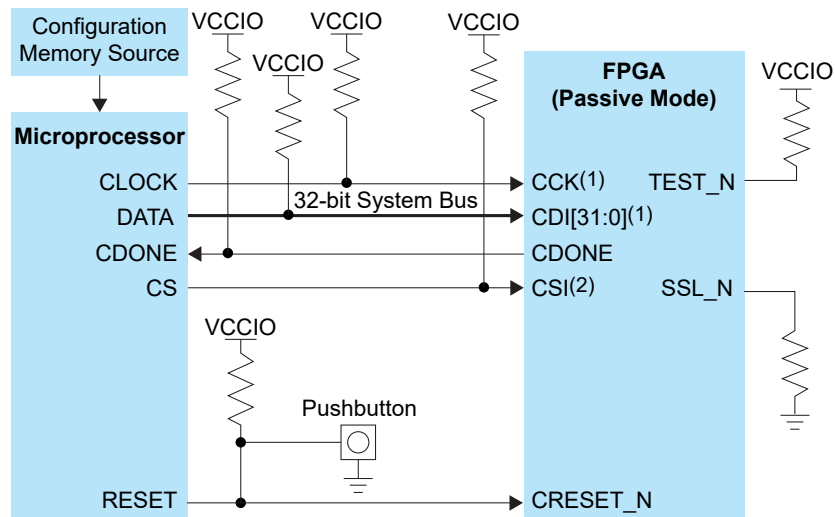 Configuration
Memory Source
VCCIO
VCCIO
VCCIO
VCCIO
FPGA
(Passive Mode)
VCCIO
Microprocessor
CLOCK
CCK(1)
TEST_N
32-bit System Bus
DATA
CDI[31:0](1)
CDONE
CDONE
CS
CSI(2)
SSL_N
VCCIO
Pushbutton
RESET
CRESET_N